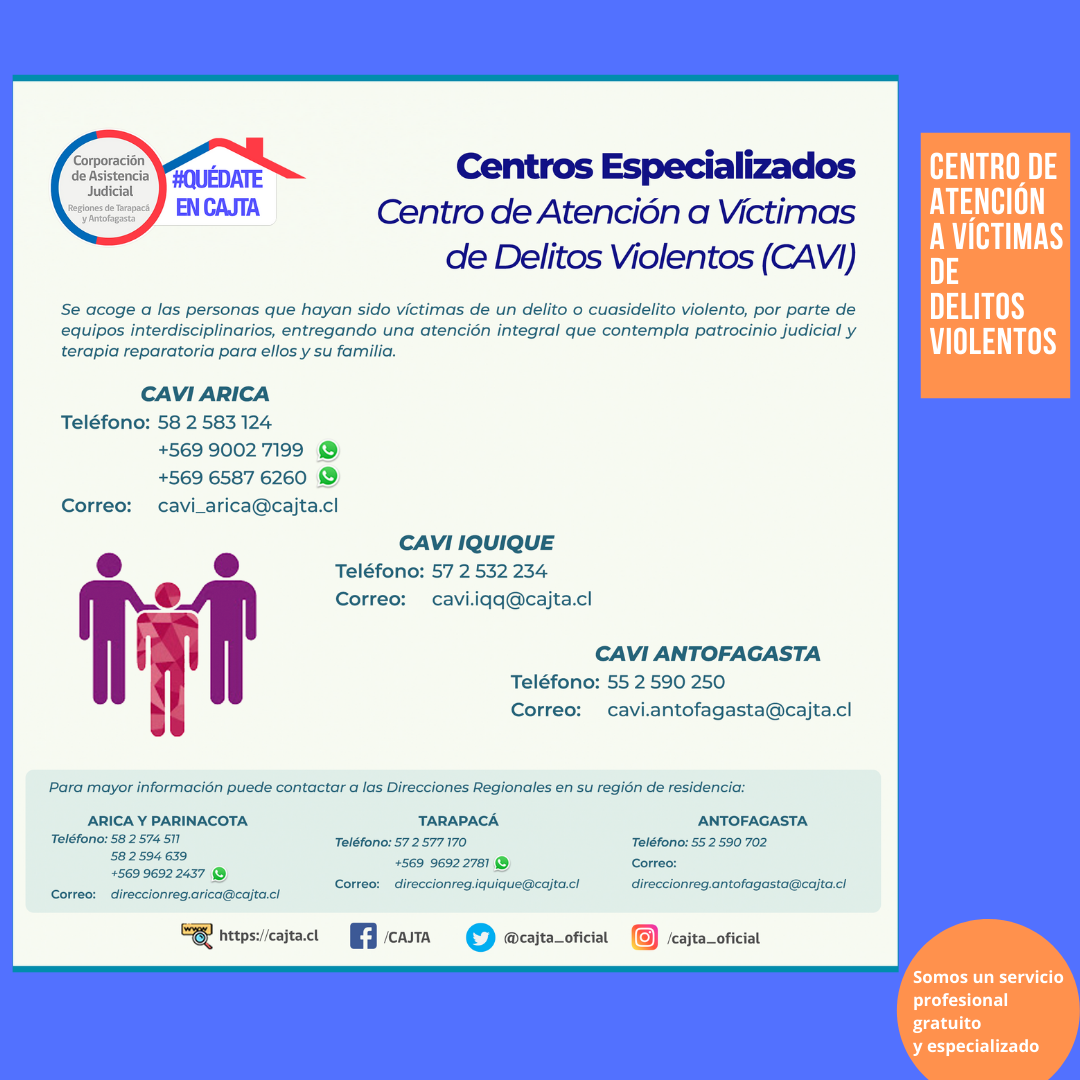 Corporación
de Asistencia
Judicial
Regiones de Tarapacá
y Antofagasta
#QUÉDATE
EN CAJTA
Centros Especializados
Centro de Atención a Víctimas
de Delitos Violentos (CAVI)
Se acoge a las personas que hayan sido víctimas de un delito o cuasidelito violento, por parte de
equipos interdisciplinarios, entregando una atención integral que contempla patrocinio judicial y
terapia reparatoria para ellos y su familia.
CAVI ARICA
Teléfono: 58 2 583 124
+569 9002 7199
+569 6587 6260
Correo: cavi_arica@cajta.cl
CAVI IQUIQUE
Teléfono: 57 2 532 234
Correo: cavi.iqq@cajta.cl
CAVI ANTOFAGASTA
Teléfono: 55 2 590 250
Correo: cavi.antofagasta@cajta.cl
Para mayor información puede contactar a las Direcciones Regionales en su región de residencia:
ARICA Y PARINACOTA
Teléfono: 58 2 574 511
58 2 594 639
+569 9692 2437
Correo: direccionreg.arica@cajta.cl
TARAPACÁ
Teléfono: 57 2 577 170
+569 9692 2781
Correo: direccionreg.iquique@cajta.cl
ANTOFAGASTA
Teléfono: 55 2 590 702
Correo:
direccionreg.antofagasta@cajta.cl
www
https://cajta.cl
/CAJTA
@cajta_oficial
/cajta_oficial
CENTRO DE
ATENCIÓN
A VÍCTIMAS
DE
DELITOS
VIOLENTOS
Somos un servicio
profesional
gratuito
y especializado